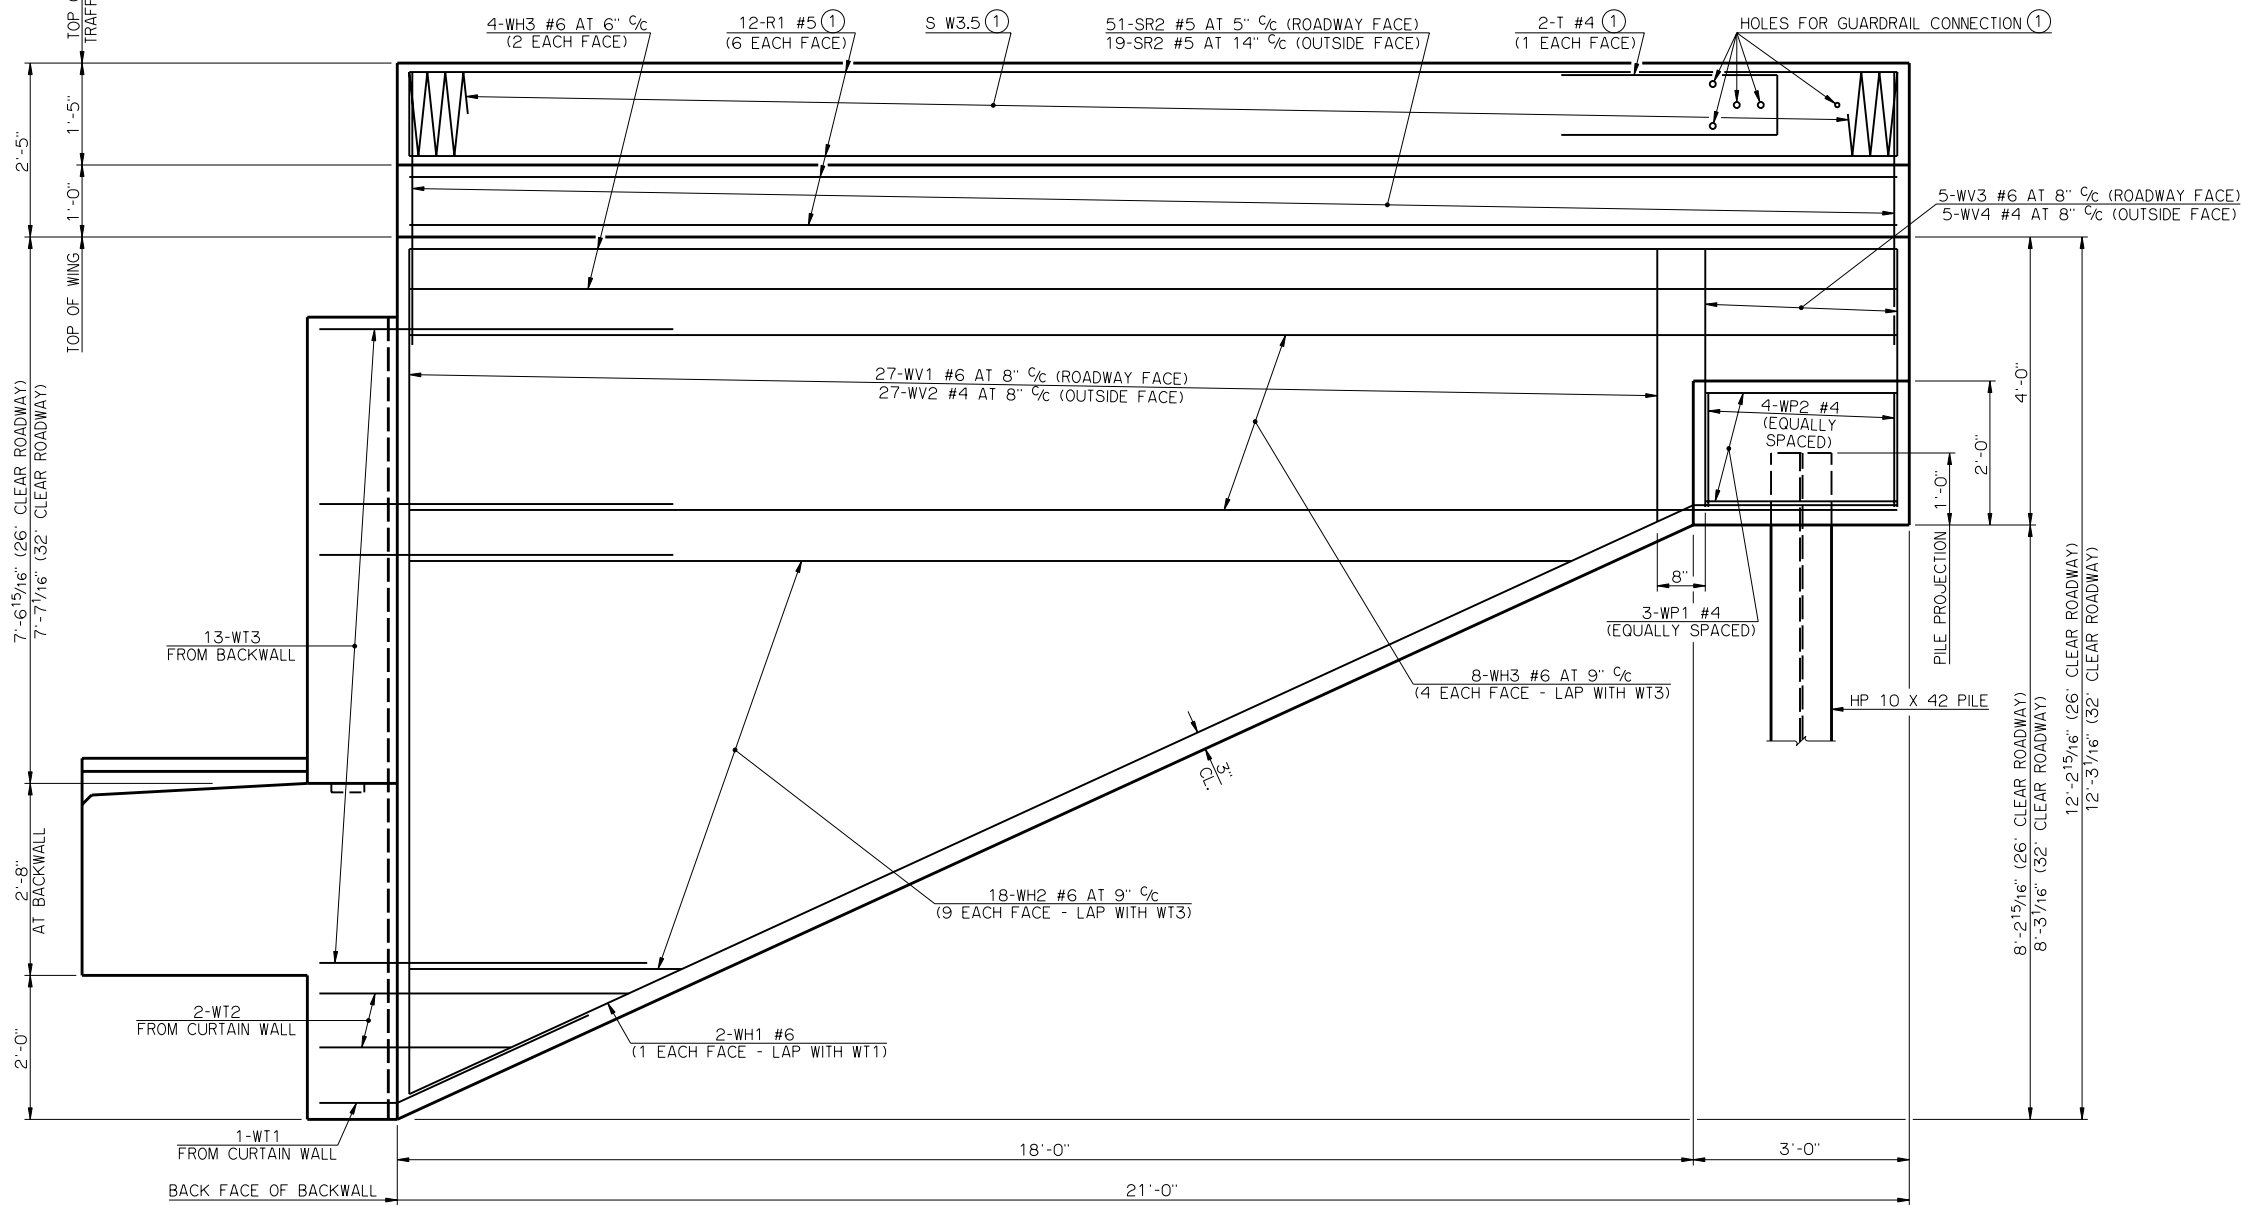 TOP O
TRAFF
4-WH3 #6 AT 6" C/c
(2 EACH FACE)
12-R1 #5 1
(6 EACH FACE)
S W3.5 1
51-SR2 #5 AT 5" C/c (ROADWAY FACE)
19-SR2 #5 AT 14" C/c (OUTSIDE FACE)
2-T #4 1
(1 EACH FACE)
HOLES FOR GUARDRAIL CONNECTION 1
2'-5"
1'-5"
1'-0"
TOP OF WING
5-WV3 #6 AT 8" C/c (ROADWAY FACE)
5-WV4 #4 AT 8" C/c (OUTSIDE FACE)
27-WV1 #6 AT 8" C/c (ROADWAY FACE)
27-WV2 #4 AT 8" C/c (OUTSIDE FACE)
4-WP2 #4
(EQUALLY
SPACED)
4'-0"
2'-0"
1'-0"
PILE PROJECTION
7'-6 15/16" (26' CLEAR ROADWAY)
7'-7 1/16" (32' CLEAR ROADWAY)
8"
3-WP1 #4
(EQUALLY SPACED)
13-WT3
FROM BACKWALL
8-WH3 #6 AT 9" C/c
(4 EACH FACE - LAP WITH WT3)
HP 10 X 42 PILE
3"
CL.
12'-2 15/16" (26' CLEAR ROADWAY)
12'-3 1/16" (32' CLEAR ROADWAY)
8'-2 15/16" (26' CLEAR ROADWAY)
8'-3 1/16" (32' CLEAR ROADWAY)
2'-8"
AT BACKWALL
18-WH2 #6 AT 9" C/c
(9 EACH FACE - LAP WITH WT3)
2-WT2
FROM CURTAIN WALL
2'-0"
2-WH1 #6
(1 EACH FACE - LAP WITH WT1)
1-WT1
FROM CURTAIN WALL
18'-0"
3'-0"
BACK FACE OF BACKWALL
21'-0"